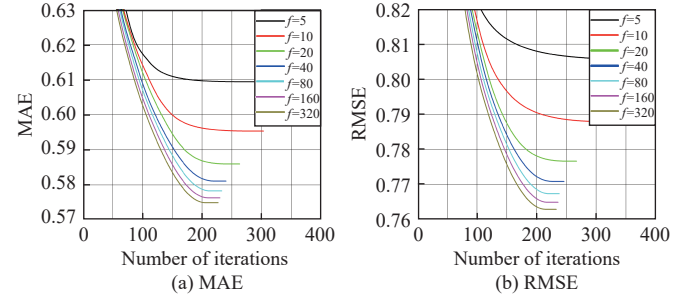 0.63
0.62
0.61
0.60
0.59
0.58
0.57
MAE
0 100 200 300 400
Number of iterations
(a) MAE
f=5
f=10
f=20
f=40
f=80
f=160
f=320
0.82
0.81
0.80
0.79
0.78
0.77
0.76
RMSE
0 100 200 300 400
Number of iterations
(b) RMSE
f=5
f=10
f=20
f=40
f=80
f=160
f=320